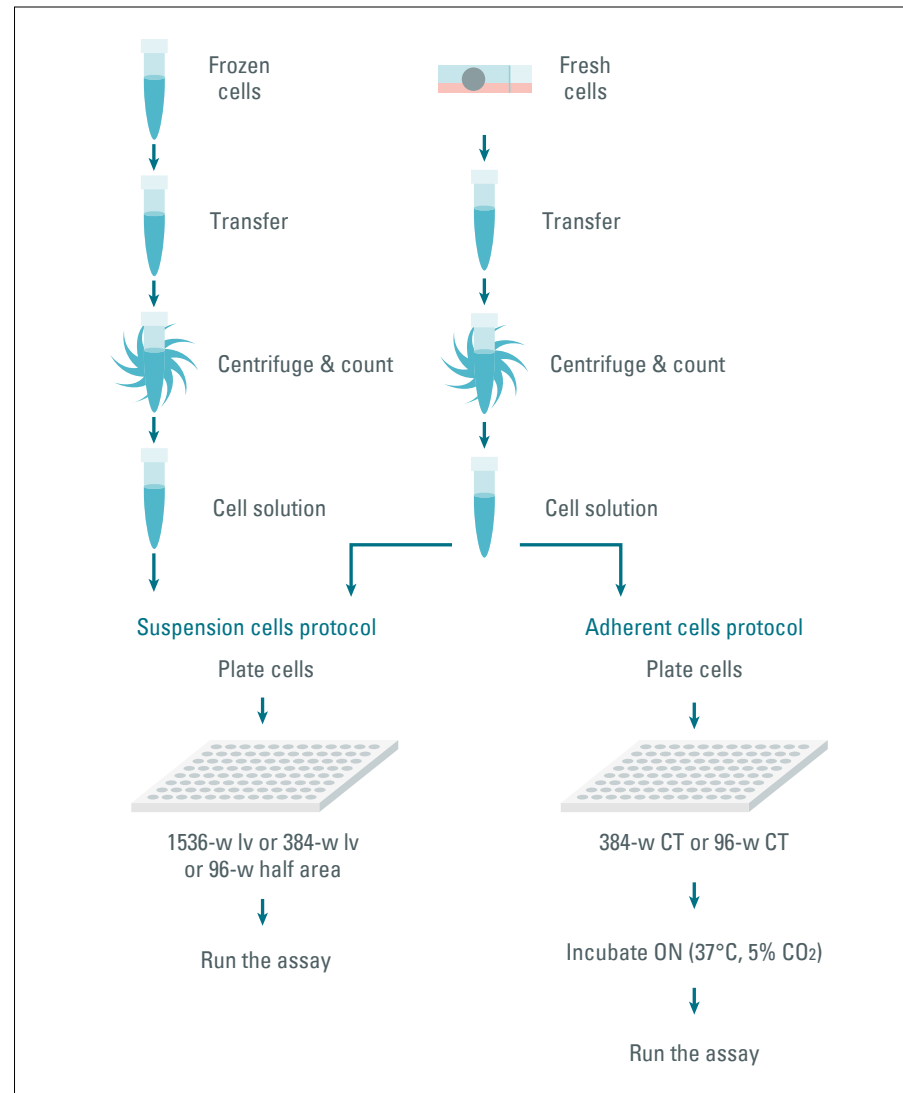 Frozen
cells
Fresh
cells
Transfer
Transfer
Centrifuge & count
Centrifuge & count
Cell solution
Cell solution
Suspension cells protocol
Adherent cells protocol
Plate cells
Plate cells
1536-w lv or 384-w lv
or 96-w half area
384-w CT or 96-w CT
Run the assay
Incubate ON (37°C, 5% CO2)
Run the assay